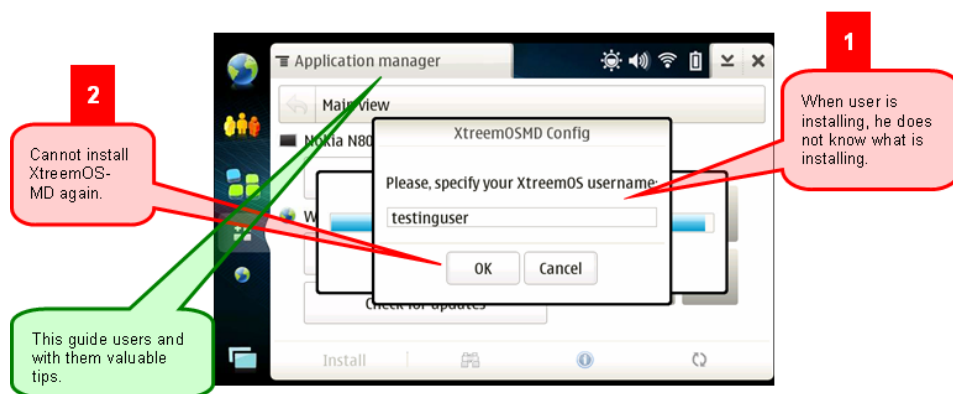 1
When user is
installing, he does
not know what is
installing.
2
Cannot install
XtreemOS-
MD again.
This guide users and
with them valuable
tips.
Application manager
Main view
Nokia N80
XtreemOSMD Config
Please, specify your XtreemOS username:
W
testinguser
OK
Cancel
Check for updates
Install